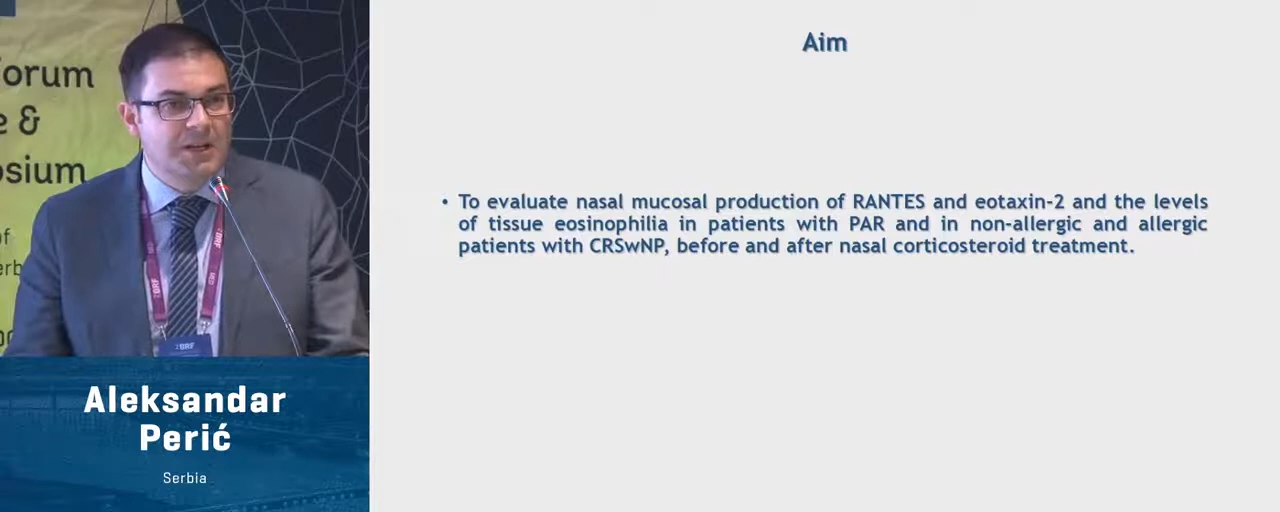 forum
e &
osium
of
Serb
Aleksandar
Perić
Serbia
Aim
• To evaluate nasal mucosal production of RANTES and eotaxin-2 and the levels
of tissue eosinophilia in patients with PAR and in non-allergic and allergic
patients with CRSwNP, before and after nasal corticosteroid treatment.